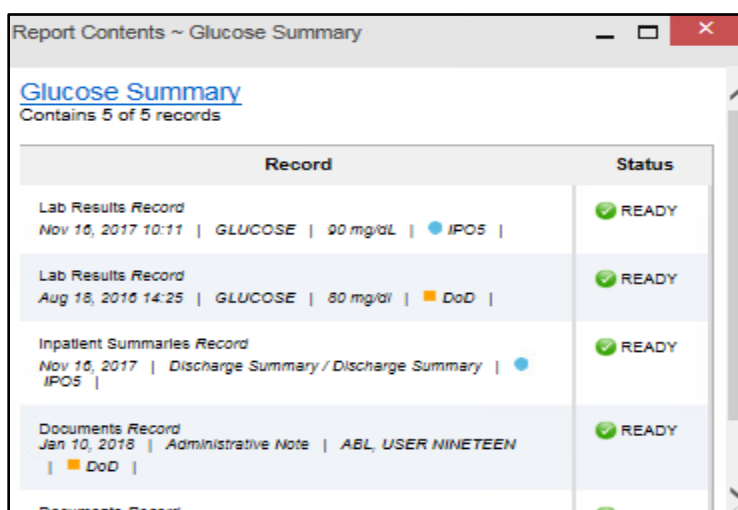 Report Contents ~ Glucose Summary
Glucose Summary
Contains 5 of 5 records
Record Status
Lab Results Record READY
Nov 16, 2017 10:11 | GLUCOSE | 90 mg/dL | IPO5 |
Lab Results Record READY
Aug 18, 2016 14:25 | GLUCOSE | 80 mg/dl | DoD |
Inpatient Summaries Record READY
Nov 16, 2017 | Discharge Summary / Discharge Summary |
IPO5 |
Documents Record READY
Jan 10, 2018 | Administrative Note | ABL, USER NINETEEN
| DoD |